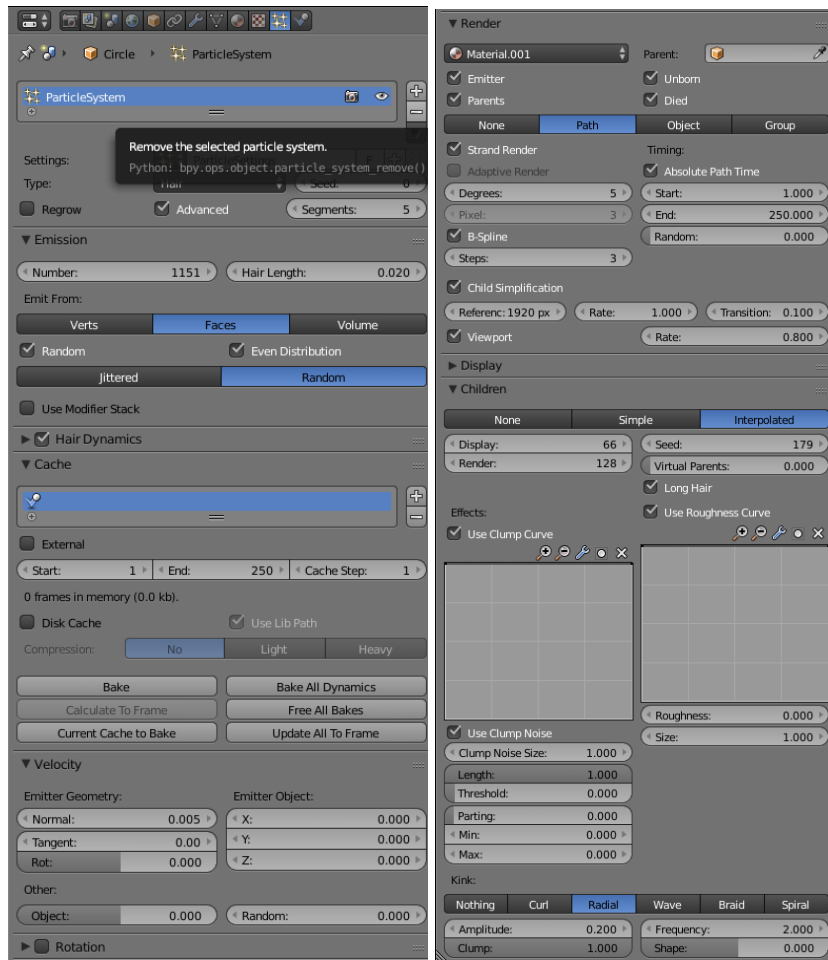 Circle ParticleSystem
ParticleSystem
Remove the selected particle system.
Python: bpy.ops.object.particle_system_remove()
Settings:
Type: Hair Seed: 0
Regrow Advanced Segments: 5
Emission
Number: 1151 Hair Length: 0.020
Emit From:
Verts Faces Volume
Random Even Distribution
Jittered Random
Use Modifier Stack
Hair Dynamics
Cache
External
Start: 1 End: 250 Cache Step: 1
0 frames in memory (0.0 kb).
Disk Cache Use Lib Path
Compression: No Light Heavy
Bake Bake All Dynamics
Calculate To Frame Free All Bakes
Current Cache to Bake Update All To Frame
Velocity
Emitter Geometry: Emitter Object:
Normal: 0.005 X: 0.000
Tangent: 0.00 Y: 0.000
Rot: 0.000 Z: 0.000
Other:
Object: 0.000 Random: 0.000
Rotation
Render
Material.001 Parent:
Emitter Unborn
Parents Died
None Path Object Group
Strand Render Timing:
Adaptive Render Absolute Path Time
Degrees: 5 Start: 1.000
Pixel: 3 End: 250.000
B-Spline Random: 0.000
Steps: 3
Child Simplification
Referenc: 1920 px Rate: 1.000 Transition: 0.100
Viewport Rate: 0.800
Display
Children
None Simple Interpolated
Display: 66 Seed: 179
Render: 128 Virtual Parents: 0.000
Long Hair
Effects: Use Roughness Curve
Use Clump Curve
Roughness: 0.000
Use Clump Noise Size: 1.000
Clump Noise Size: 1.000
Length: 1.000
Threshold: 0.000
Parting: 0.000
Min: 0.000
Max: 0.000
Kink:
Nothing Curl Radial Wave Braid Spiral
Amplitude: 0.200 Frequency: 2.000
Clump: 1.000 Shape: 0.000